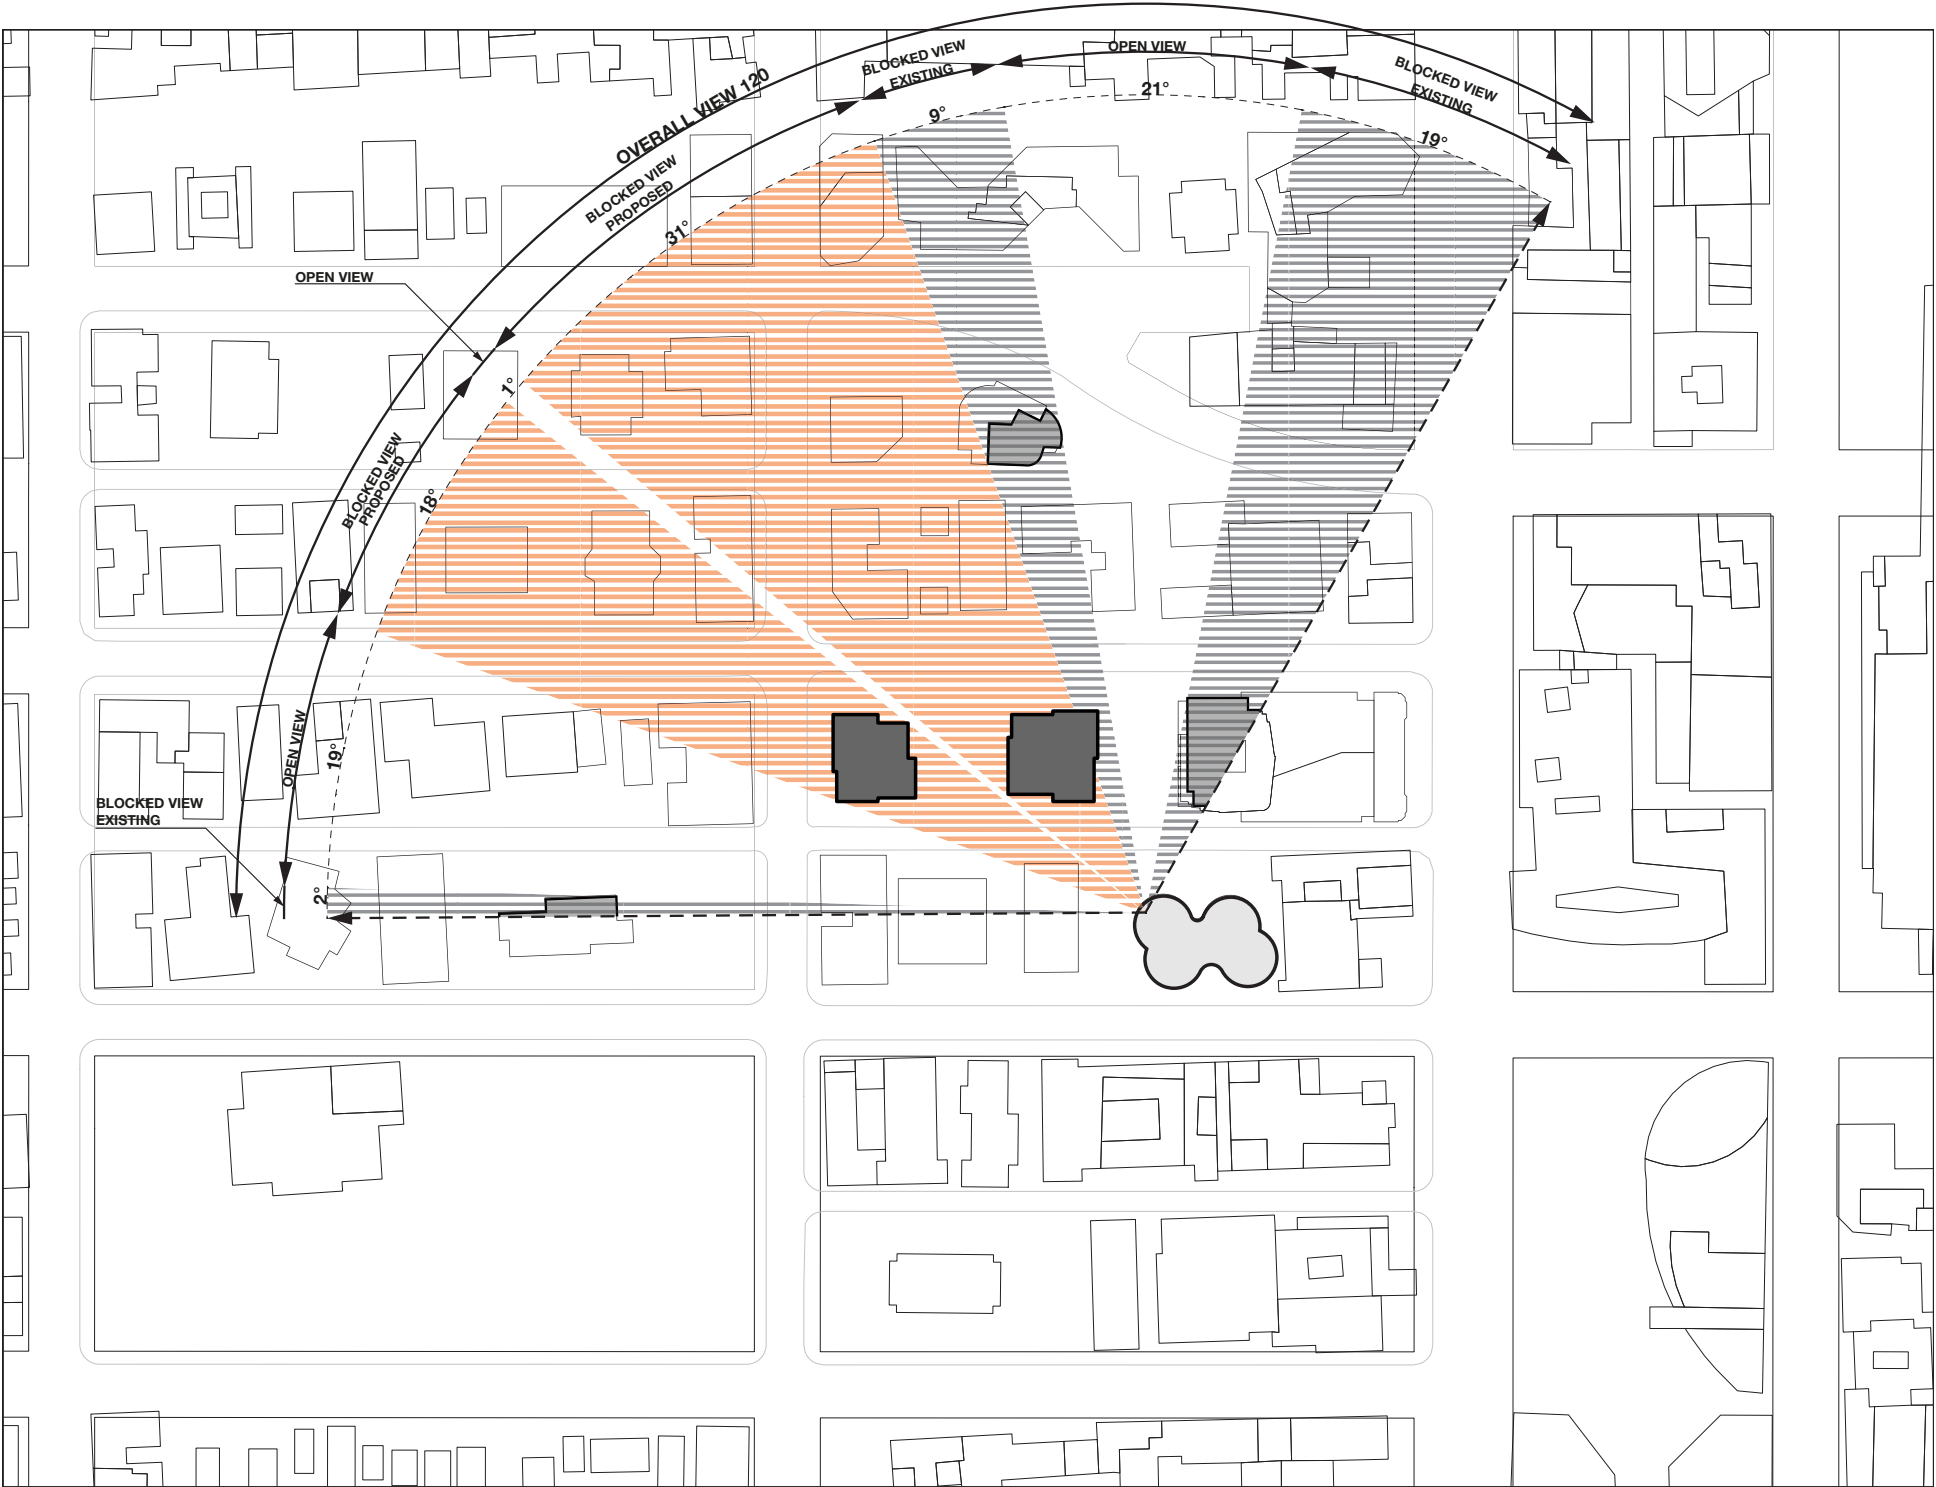 OVERALL VIEW 120
BLOCKED VIEW
EXISTING
OPEN VIEW
BLOCKED VIEW
EXISTING
9°
21°
19°
BLOCKED VIEW
PROPOSED
31°
OPEN VIEW
1°
BLOCKED VIEW
PROPOSED
18°
OPEN VIEW
19°
BLOCKED VIEW
EXISTING
2°